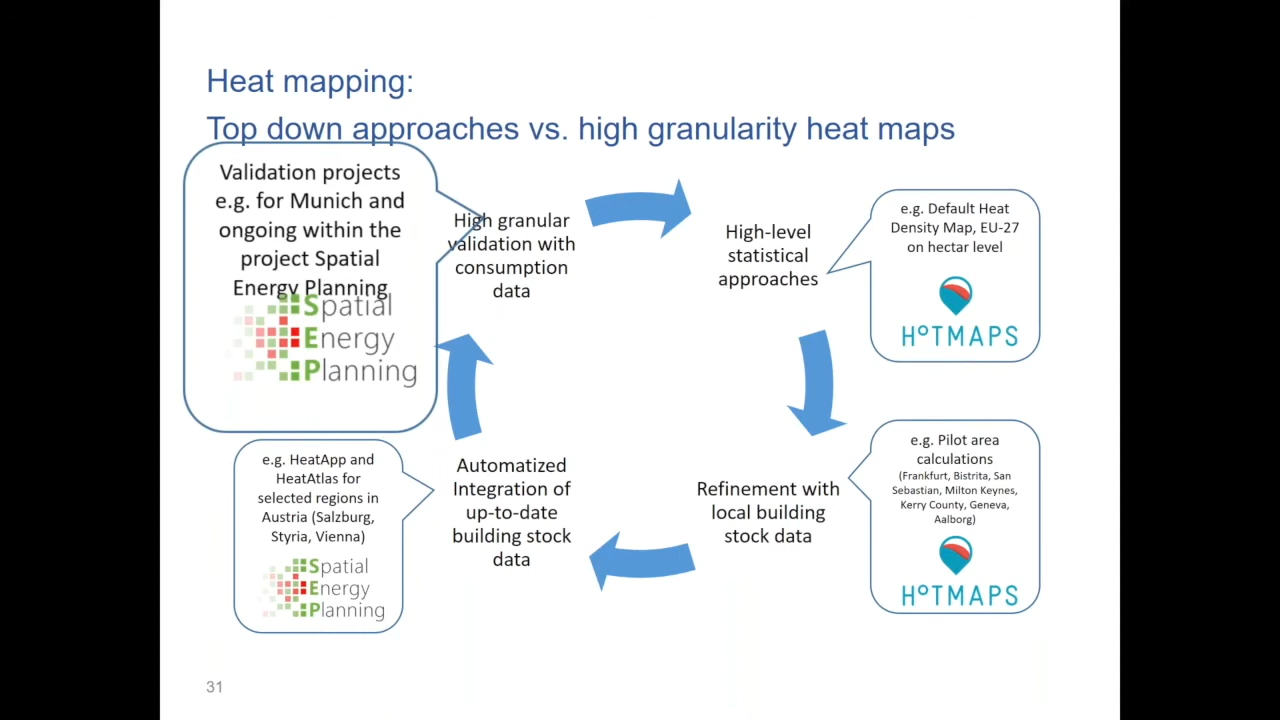 Heat mapping:
Top down approaches vs. high granularity heat maps
Validation projects
e.g. for Munich and
ongoing within the
project Spatial
Energy Planning
Spatial
Energy
Planning
High granular
validation with
consumption
data
High-level
statistical
approaches
e.g. Default Heat
Density Map, EU-27
on hectar level
HOTMAPS
e.g. HeatApp and
HeatAtlas for
selected regions in
Austria (Salzburg,
Styria, Vienna)
Spatial
Energy
Planning
Automatized
Integration of
up-to-date
building stock
data
Refinement with
local building
stock data
e.g. Pilot area
calculations
(Frankfurt, Bistrita, San
Sebastian, Milton Keynes,
Kerry County, Geneva,
Aalborg)
HOTMAPS
31